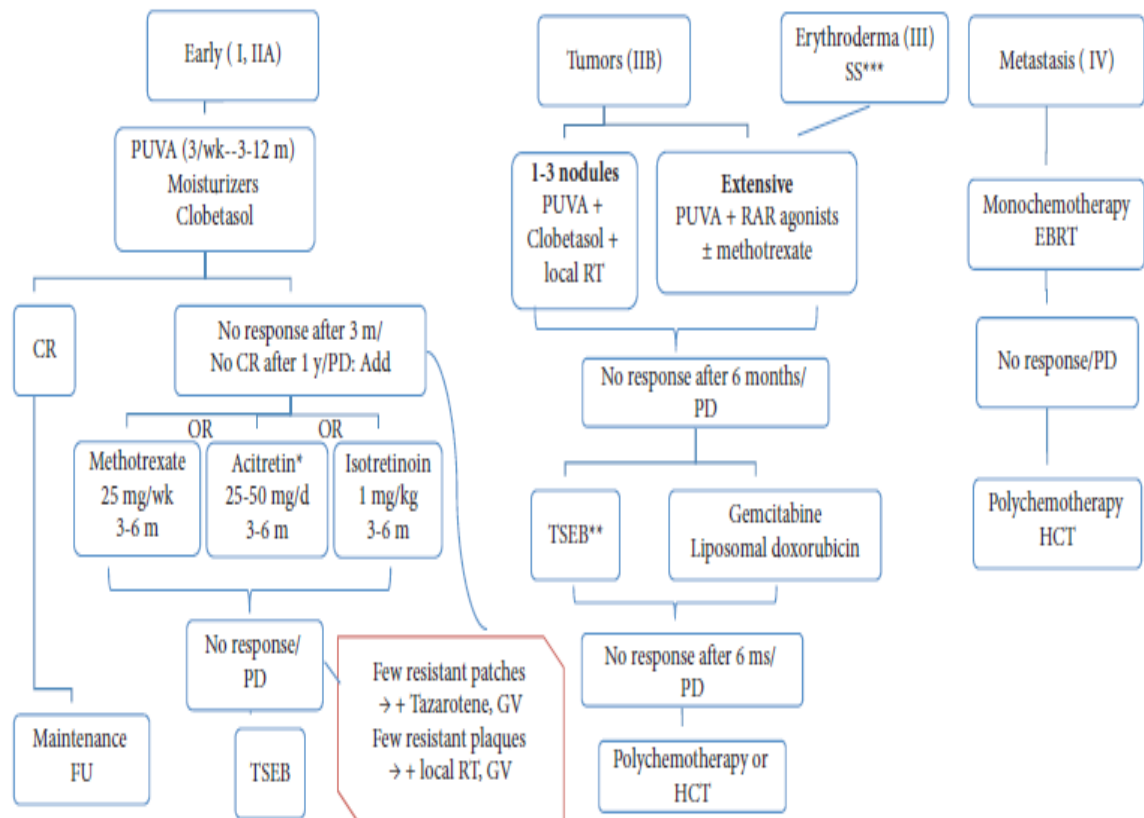 Early ( I, IIA)
PUVA (3/wk--3-12 m)
Moisturizers
Clobetasol
CR
No response after 3 m/
No CR after 1 y/PD: Add
OR
OR
Methotrexate
25 mg/wk
3-6 m
Acitretin*
25-50 mg/d
3-6 m
Isotretinoin
1 mg/kg
3-6 m
No response/
PD
Few resistant patches
→ + Tazarotene, GV
Few resistant plaques
→ + local RT, GV
Maintenance
FU
TSEB
Tumors (IIB)
Erythroderma (III)
SS***
1-3 nodules
PUVA +
Clobetasol +
local RT
Extensive
PUVA + RAR agonists
± methotrexate
No response after 6 months/
PD
TSEB**
Gemcitabine
Liposomal doxorubicin
No response after 6 ms/
PD
Polychemotherapy or
HCT
Metastasis ( IV)
Monochemotherapy
EBRT
No response/PD
Polychemotherapy
HCT